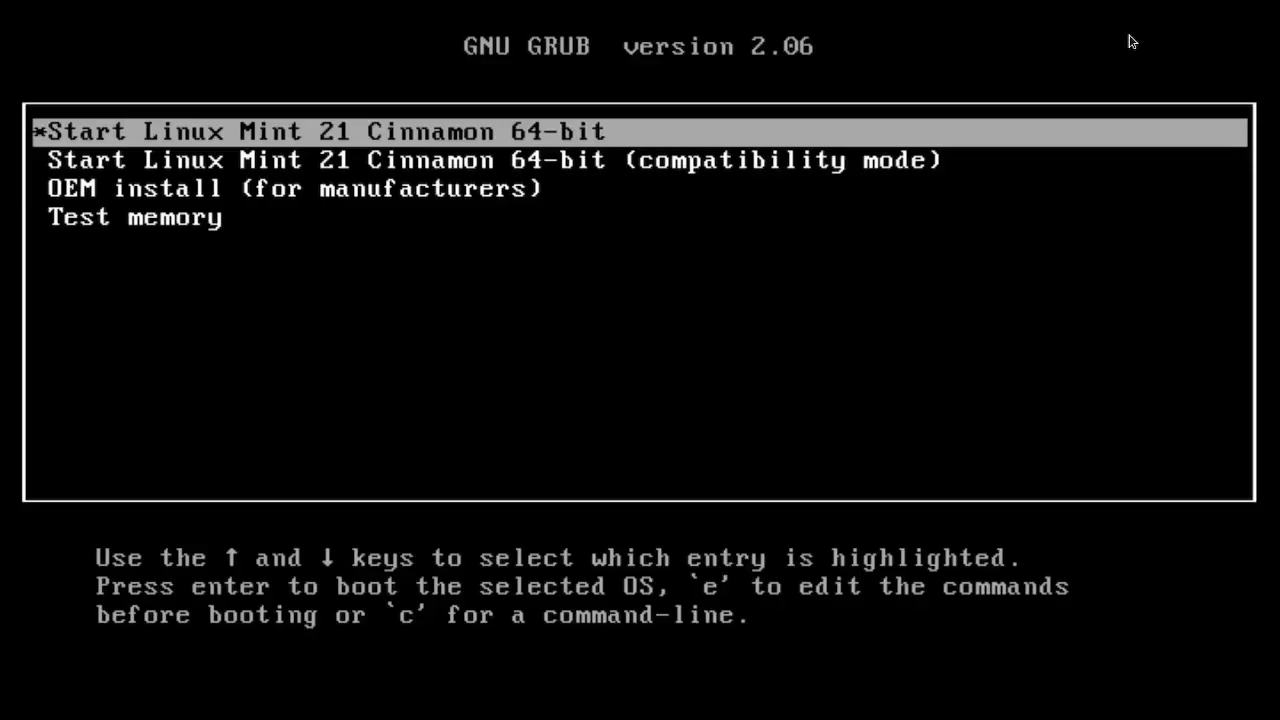 GNU GRUB  version 2.06
*Start Linux Mint 21 Cinnamon 64-bit
Start Linux Mint 21 Cinnamon 64-bit (compatibility mode)
OEM install (for manufacturers)
Test memory
Use the ↑ and ↓ keys to select which entry is highlighted.
Press enter to boot the selected OS, `e' to edit the commands
before booting or `c' for a command-line.